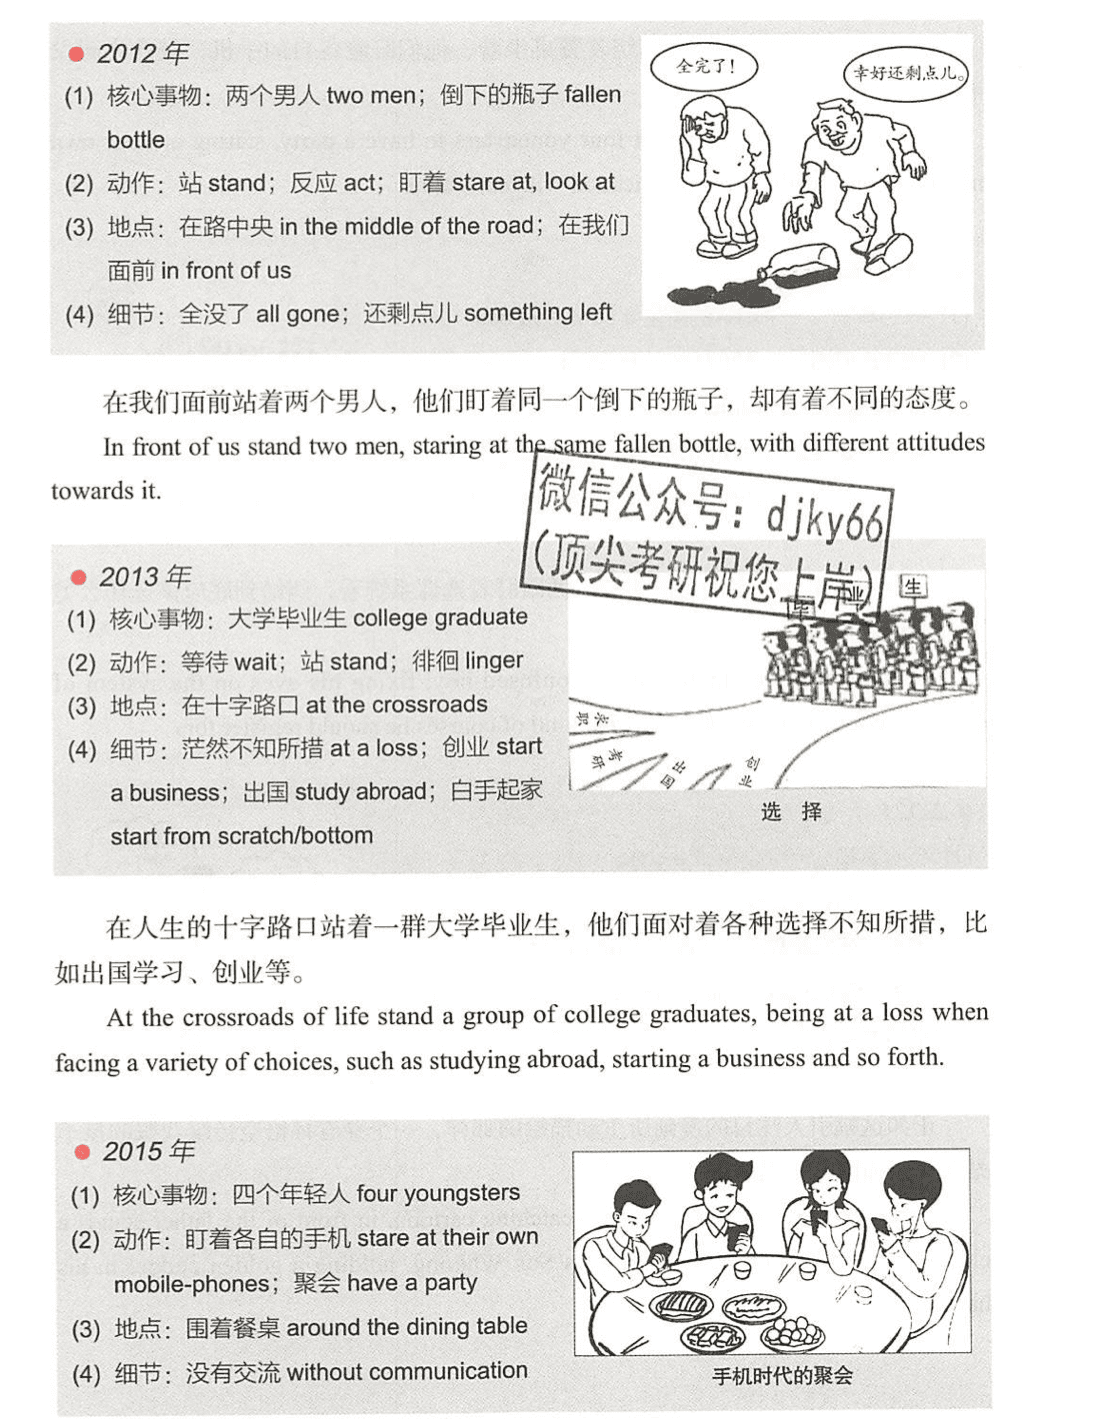 2012 年
(1) 核心事物：两个男人 two men；倒下的瓶子 fallen
bottle
(2) 动作：站 stand；反应 act；盯着 stare at, look at
(3) 地点：在路中央 in the middle of the road；在我们
面前 in front of us
(4) 细节：全没了 all gone；还剩点儿 something left
全完了！
幸好还剩点儿。
在我们面前站着两个男人，他们盯着同一个倒下的瓶子，却有着不同的态度。
In front of us stand two men, staring at the same fallen bottle, with different attitudes
towards it.
微信公众号：djky66
（顶尖考研祝您上岸）
2013 年
(1) 核心事物：大学毕业生 college graduate
(2) 动作：等待 wait；站 stand；徘徊 linger
(3) 地点：在十字路口 at the crossroads
(4) 细节：茫然不知所措 at a loss；创业 start
a business；出国 study abroad；白手起家
start from scratch/bottom
毕
业
生
求职
考研
出国
创业
选 择
在人生的十字路口站着一群大学毕业生，他们面对着各种选择不知所措，比
如出国学习、创业等。
At the crossroads of life stand a group of college graduates, being at a loss when
facing a variety of choices, such as studying abroad, starting a business and so forth.
2015 年
(1) 核心事物：四个年轻人 four youngsters
(2) 动作：盯着各自的手机 stare at their own
mobile-phones；聚会 have a party
(3) 地点：围着餐桌 around the dining table
(4) 细节：没有交流 without communication
手机时代的聚会